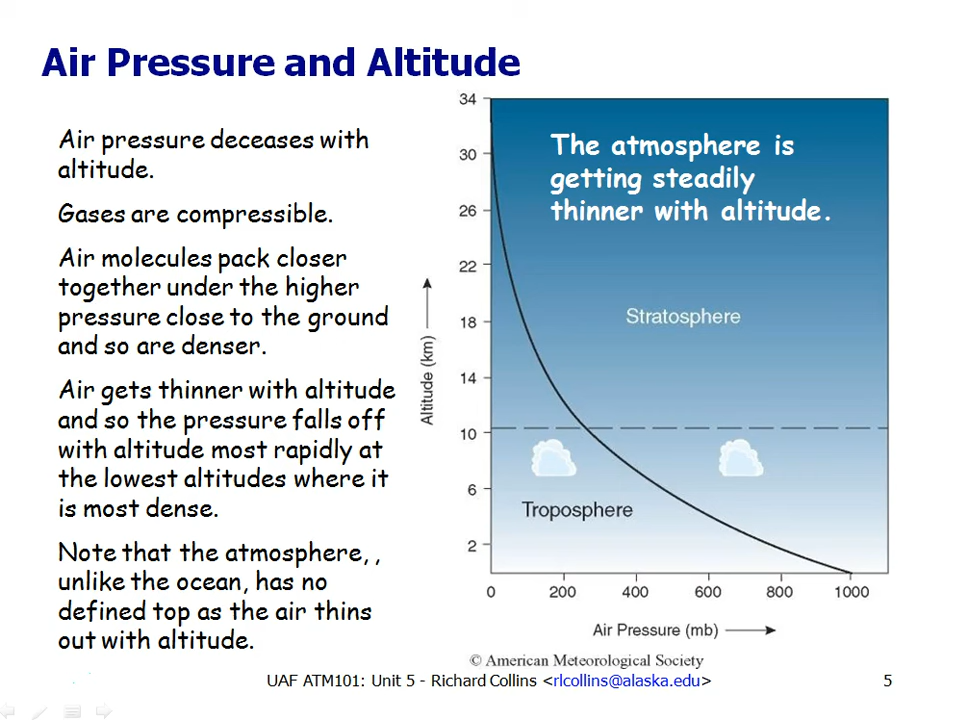 Air Pressure and Altitude
Air pressure deceases with
altitude.
Gases are compressible.
Air molecules pack closer
together under the higher
pressure close to the ground
and so are denser.
Air gets thinner with altitude
and so the pressure falls off
with altitude most rapidly at
the lowest altitudes where it
is most dense.
Note that the atmosphere, ,
unlike the ocean, has no
defined top as the air thins
out with altitude.
The atmosphere is
getting steadily
thinner with altitude.
Stratosphere
Troposphere
Altitude (km)
34
30
26
22
18
14
10
6
2
0 200 400 600 800 1000
Air Pressure (mb)
© American Meteorological Society
UAF ATM101: Unit 5 - Richard Collins <rlcollins@alaska.edu>
5